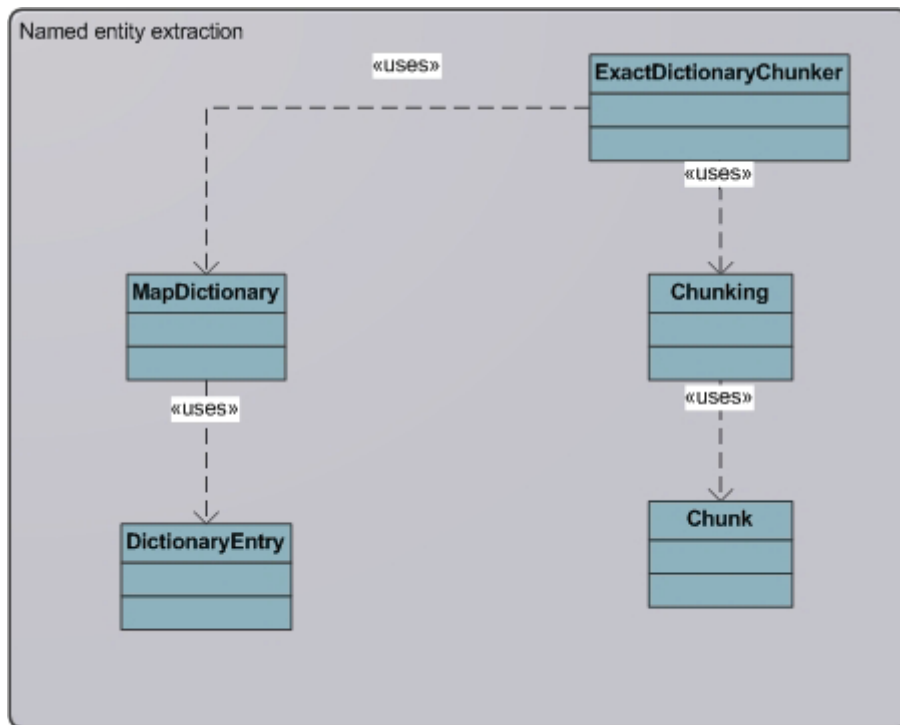 Named entity extraction
«uses»
ExactDictionaryChunker
«uses»
MapDictionary
Chunking
«uses»
«uses»
DictionaryEntry
Chunk